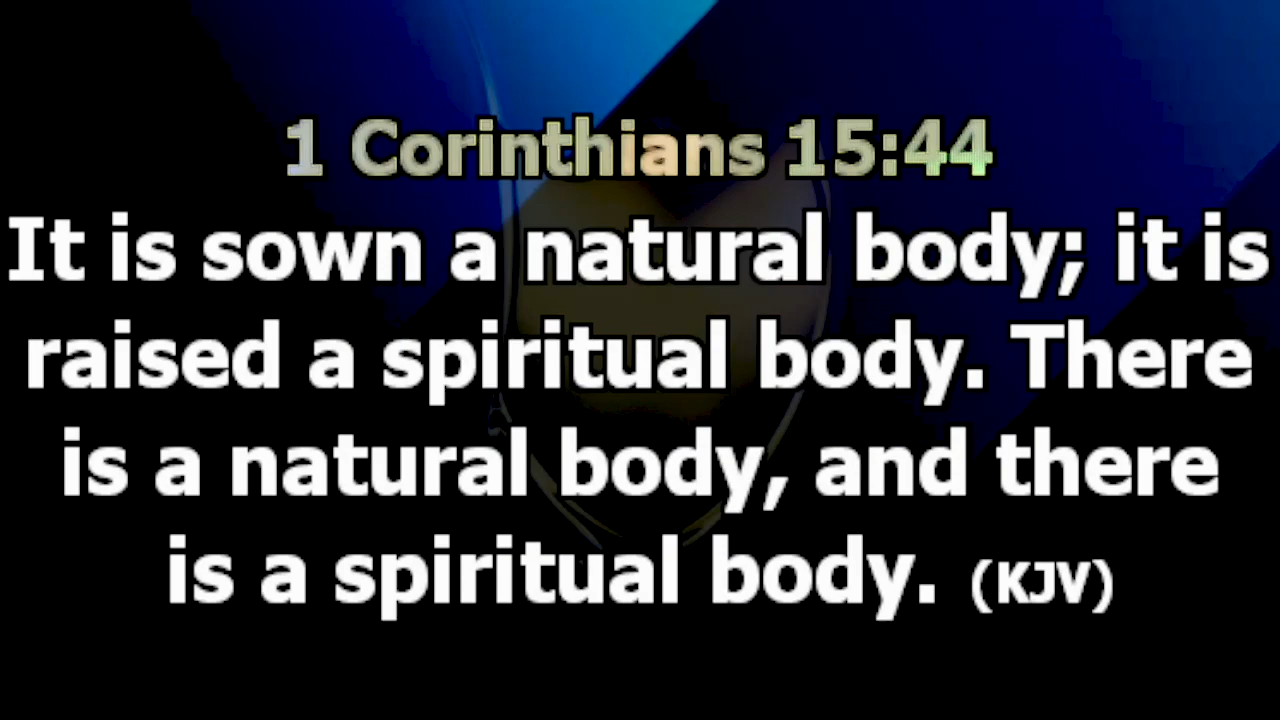 1 Corinthians 15:44
It is sown a natural body; it is
raised a spiritual body. There
is a natural body, and there
is a spiritual body. (KJV)